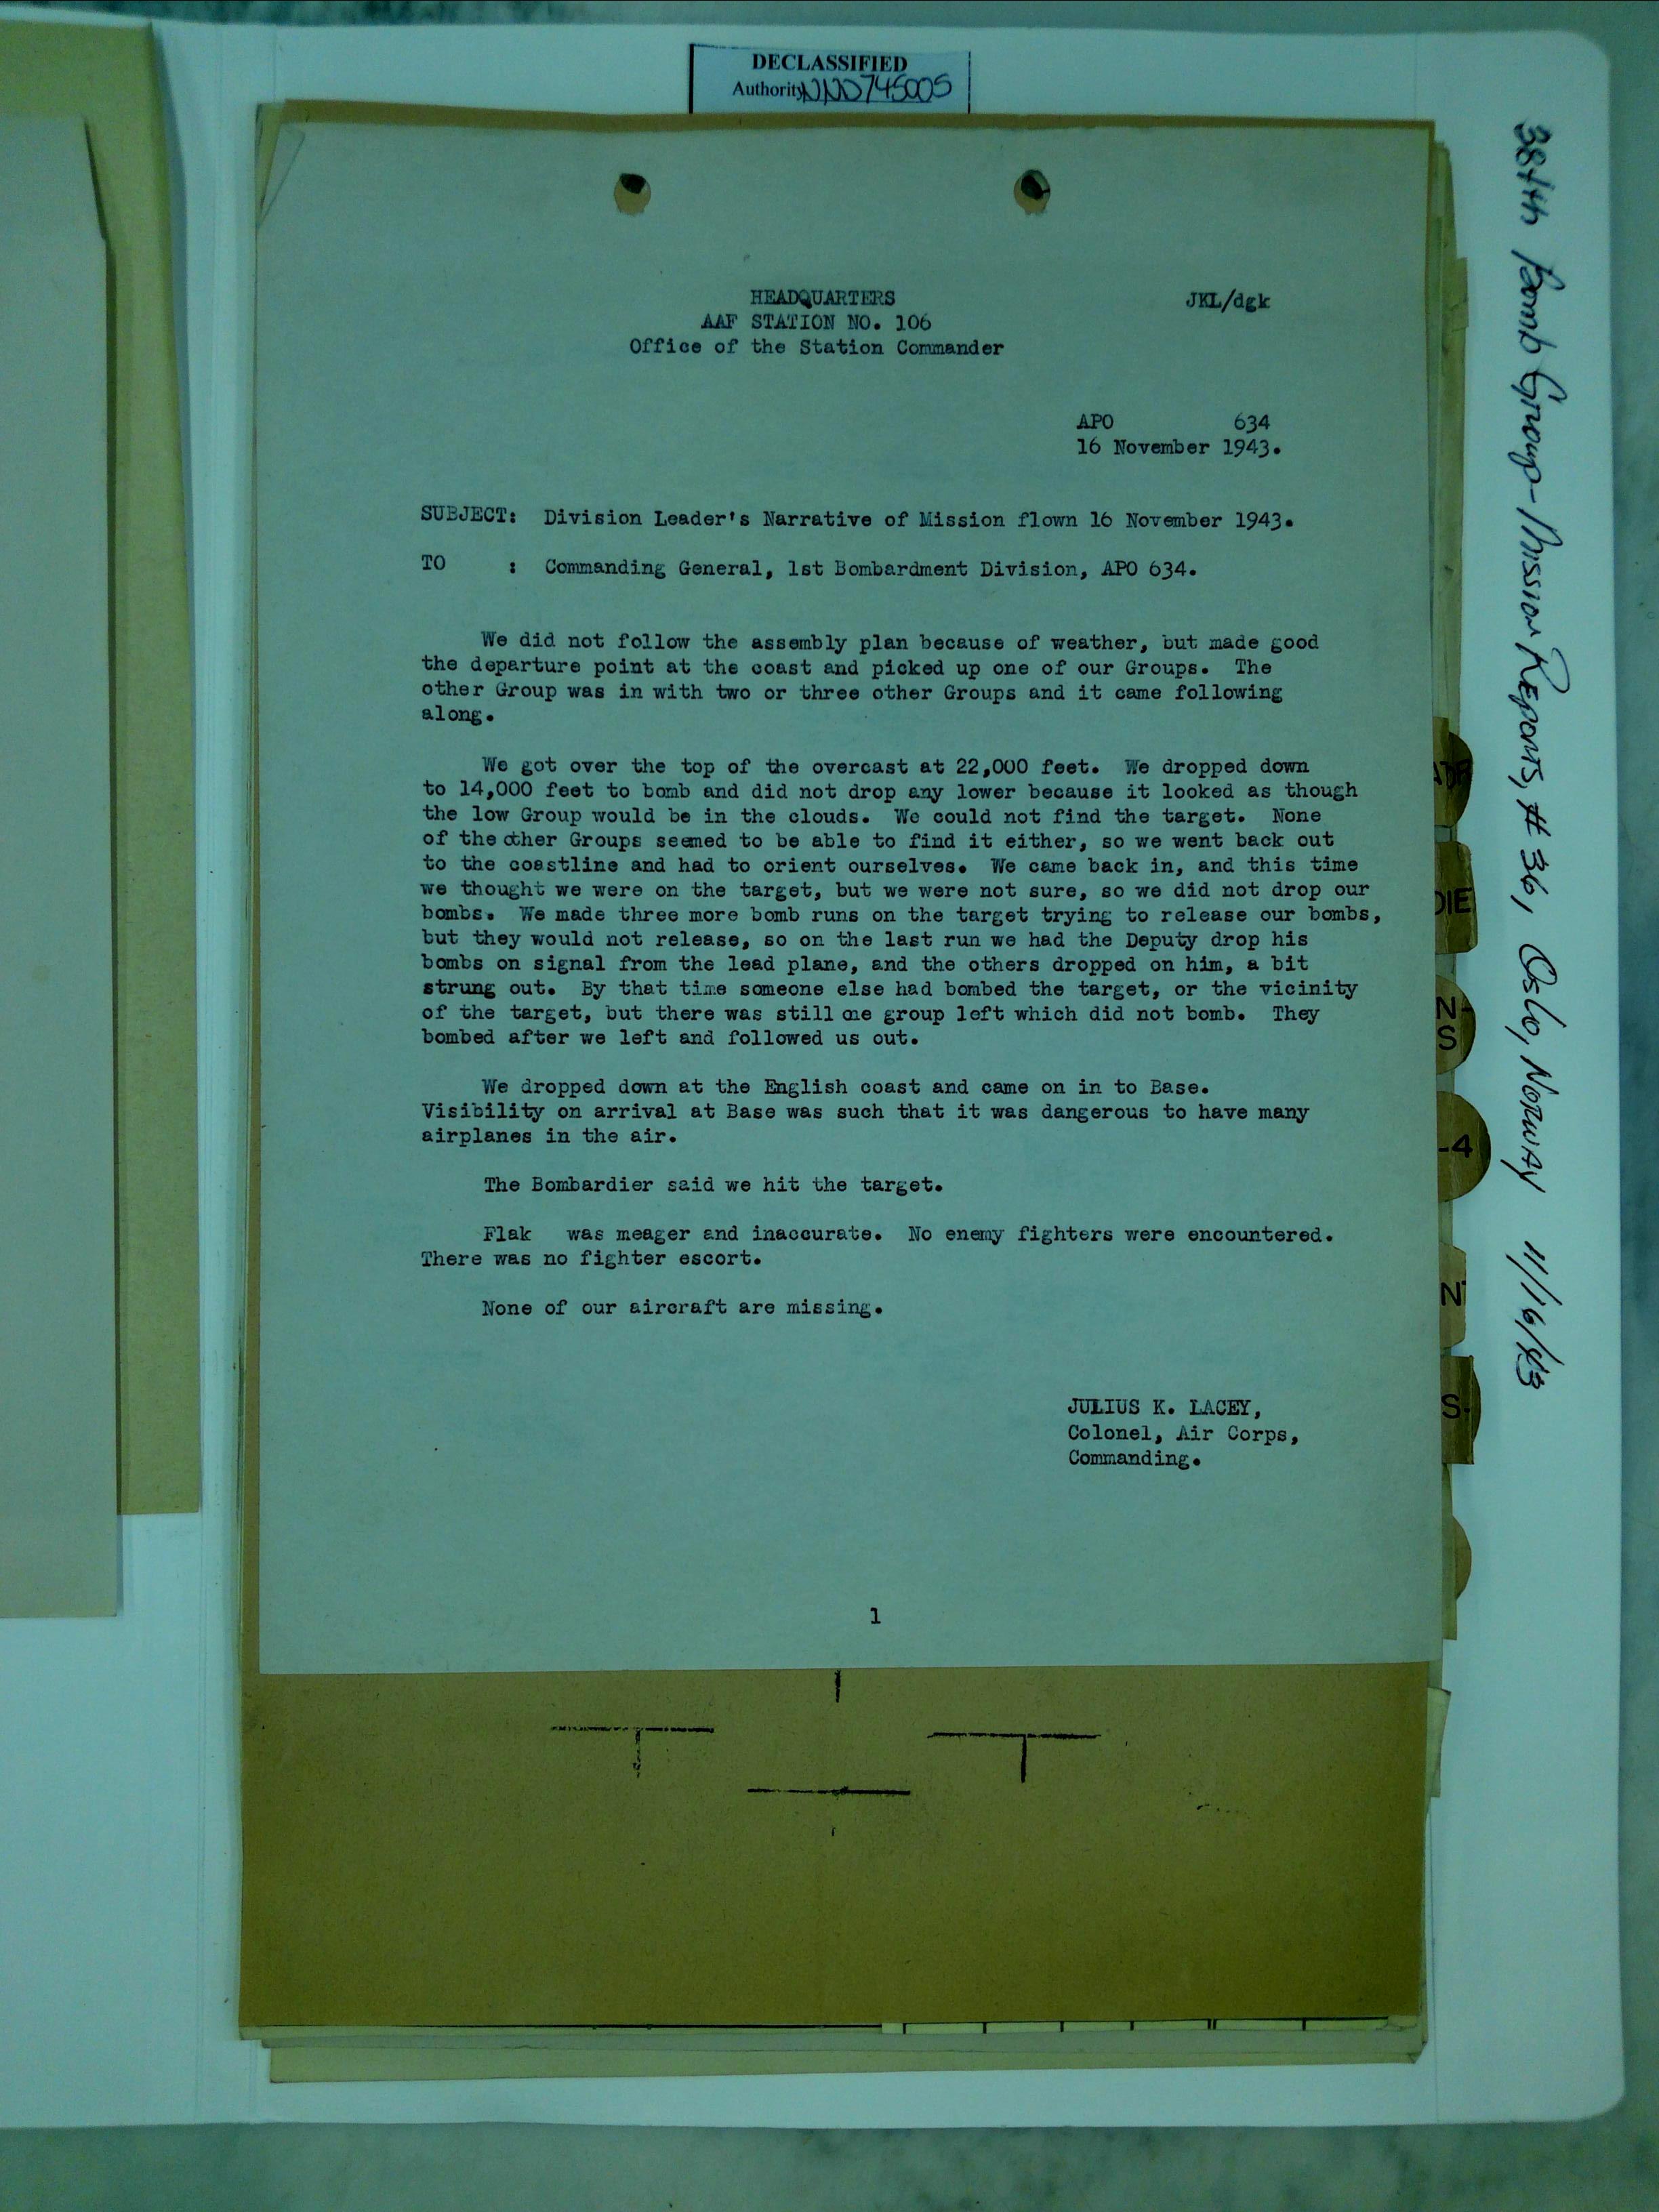 DECLASSIFIED
Authority NND745005
HEADQUARTERS
JKL/dgk
AAF STATION NO. 106
Office of the Station Commander
APO 634
16 November 1943.
SUBJECT: Division Leader's Narrative of Mission flown 16 November 1943.
TO : Commanding General, 1st Bombardment Division, APO 634.
We did not follow the assembly plan because of weather, but made good
the departure point at the coast and picked up one of our Groups. The
other Group was in with two or three other Groups and it came following
along.
We got over the top of the overcast at 22,000 feet. We dropped down
to 14,000 feet to bomb and did not drop any lower because it looked as though
the low Group would be in the clouds. We could not find the target. None
of the other Groups seemed to be able to find it either, so we went back out
to the coastline and had to orient ourselves. We came back in, and this time
we thought we were on the target, but we were not sure, so we did not drop our
bombs. We made three more bomb runs on the target trying to release our bombs,
but they would not release, so on the last run we had the Deputy drop his
bombs on signal from the lead plane, and the others dropped on him, a bit
strung out. By that time someone else had bombed the target, or the vicinity
of the target, but there was still one group left which did not bomb. They
bombed after we left and followed us out.
We dropped down at the English coast and came on in to Base.
Visibility on arrival at Base was such that it was dangerous to have many
airplanes in the air.
The Bombardier said we hit the target.
Flak was meager and inaccurate. No enemy fighters were encountered.
There was no fighter escort.
None of our aircraft are missing.
JULIUS K. LACEY,
Colonel, Air Corps,
Commanding.
1
384th Bomb Group - Mission Reports, #36, Oslo, Norway 11/16/43
DIE
N-
S
-4
N
S-